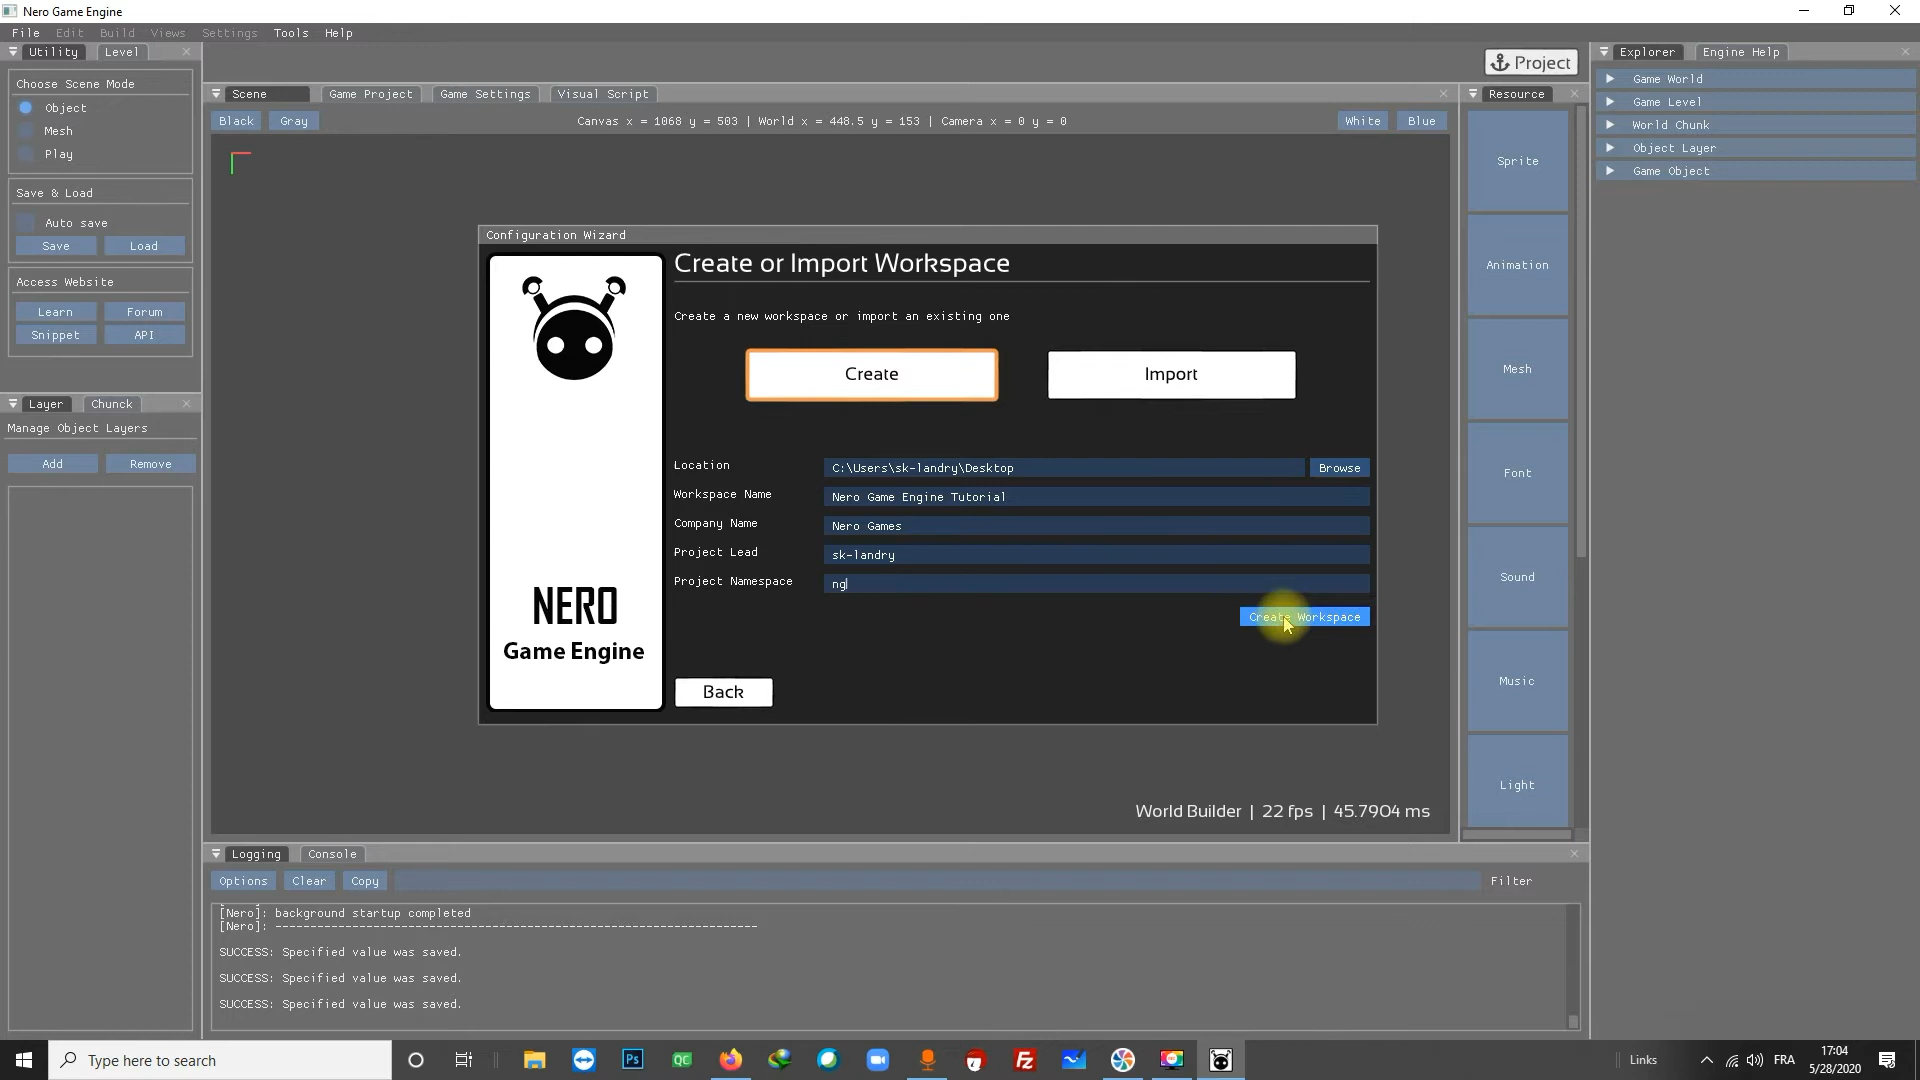 Nero Game Engine
File Edit Build Views Settings Tools Help
Utility Level
Choose Scene Mode
Object
Mesh
Play
Save & Load
Auto save
Save Load
Access Website
Learn Forum
Snippet API
Layer Chunck
Manage Object Layers
Add Remove
Project
Scene Game Project Game Settings Visual Script
Black Gray Canvas x = 1068 y = 503 | World x = 448.5 y = 153 | Camera x = 0 y = 0 White Blue
Configuration Wizard
NERO
Game Engine
Create or Import Workspace
Create a new workspace or import an existing one
Create Import
Location C:\Users\sk-landry\Desktop Browse
Workspace Name Nero Game Engine Tutorial
Company Name Nero Games
Project Lead sk-landry
Project Namespace ng
Create Workspace
Back
World Builder | 22 fps | 45.7904 ms
Resource
Sprite
Animation
Mesh
Font
Sound
Music
Light
Explorer Engine Help
Game World
Game Level
World Chunk
Object Layer
Game Object
Logging Console
Options Clear Copy Filter
[Nero]: background startup completed
[Nero]: ---------------------------------------------------------------------
SUCCESS: Specified value was saved.
SUCCESS: Specified value was saved.
SUCCESS: Specified value was saved.
Type here to search
Ps
QC
Fz
Links
FRA
17:04
5/28/2020